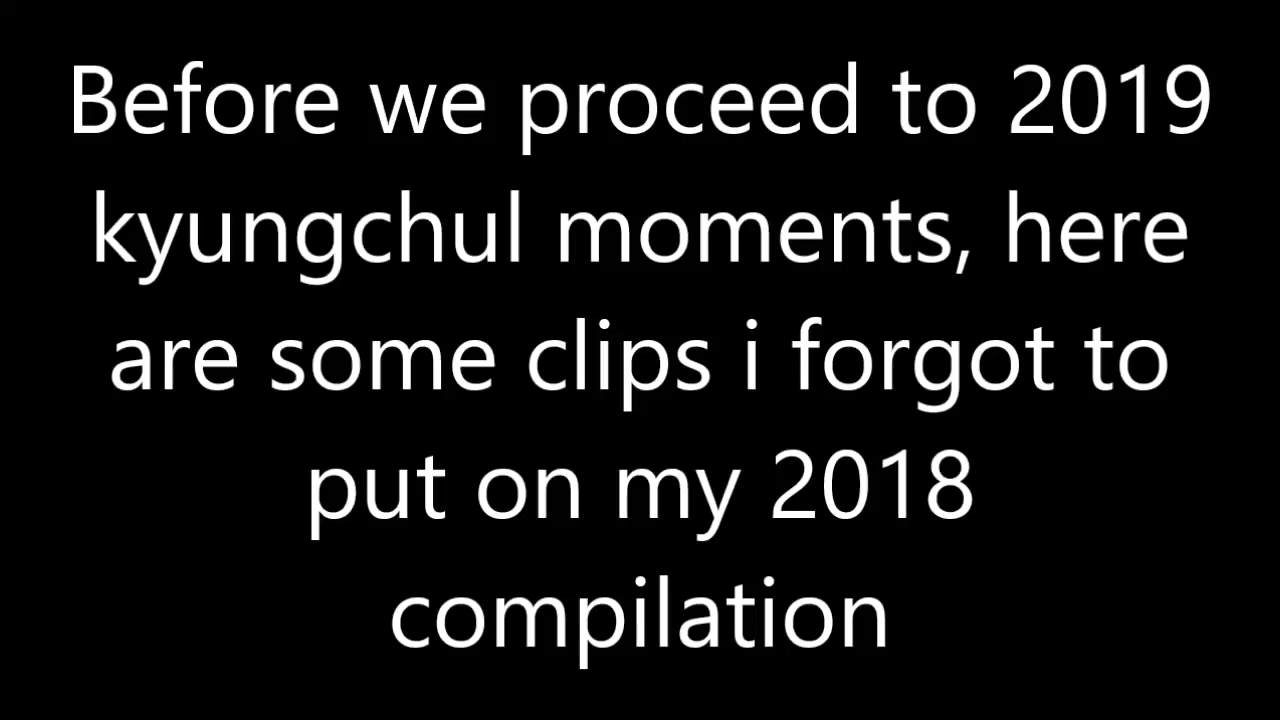 Before we proceed to 2019
kyungchul moments, here
are some clips i forgot to
put on my 2018
compilation